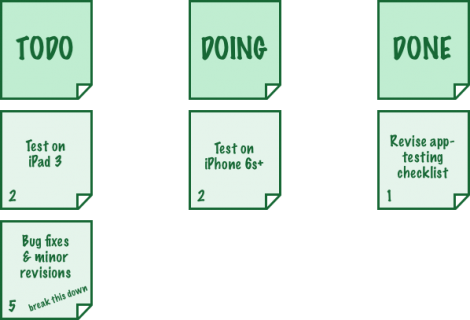 TODO
DOING
DONE
Test on
iPad 3
2
Test on
iPhone 6s+
2
Revise app-
testing
checklist
1
Bug fixes
& minor
revisions
5
break this down